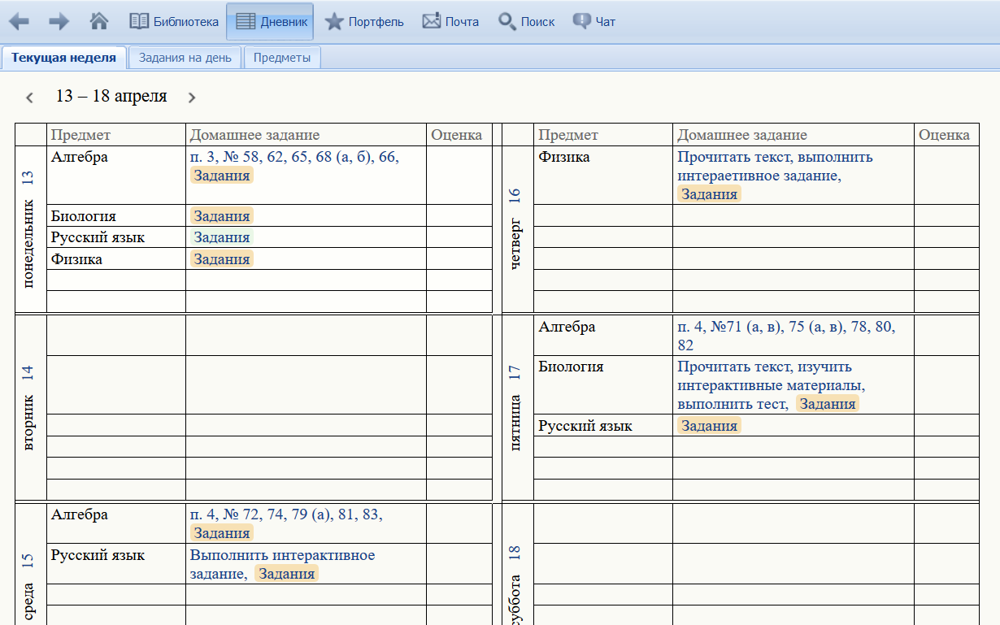 Библиотека Дневник Портфель Почта Поиск Чат
Текущая неделя Задания на день Предметы
13 – 18 апреля
Предмет Домашнее задание Оценка
понедельник 13
Алгебра п. 3, № 58, 62, 65, 68 (а, б), 66,
Задания
Биология Задания
Русский язык Задания
Физика Задания
вторник 14
среда 15
Алгебра п. 4, № 72, 74, 79 (а), 81, 83,
Задания
Русский язык Выполнить интерактивное
задание, Задания
Предмет Домашнее задание Оценка
четверг 16
Физика Прочитать текст, выполнить
интераетивное задание,
Задания
пятница 17
Алгебра п. 4, №71 (а, в), 75 (а, в), 78, 80,
82
Биология Прочитать текст, изучить
интерактивные материалы,
выполнить тест, Задания
Русский язык Задания
суббота 18